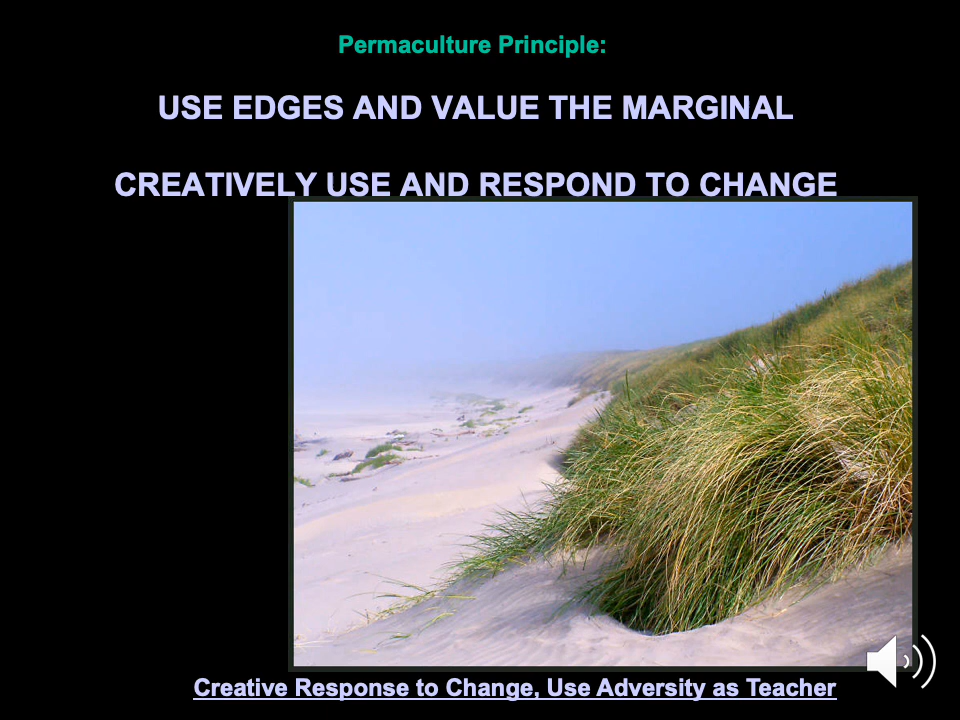 Permaculture Principle:
USE EDGES AND VALUE THE MARGINAL
CREATIVELY USE AND RESPOND TO CHANGE
Creative Response to Change, Use Adversity as Teacher